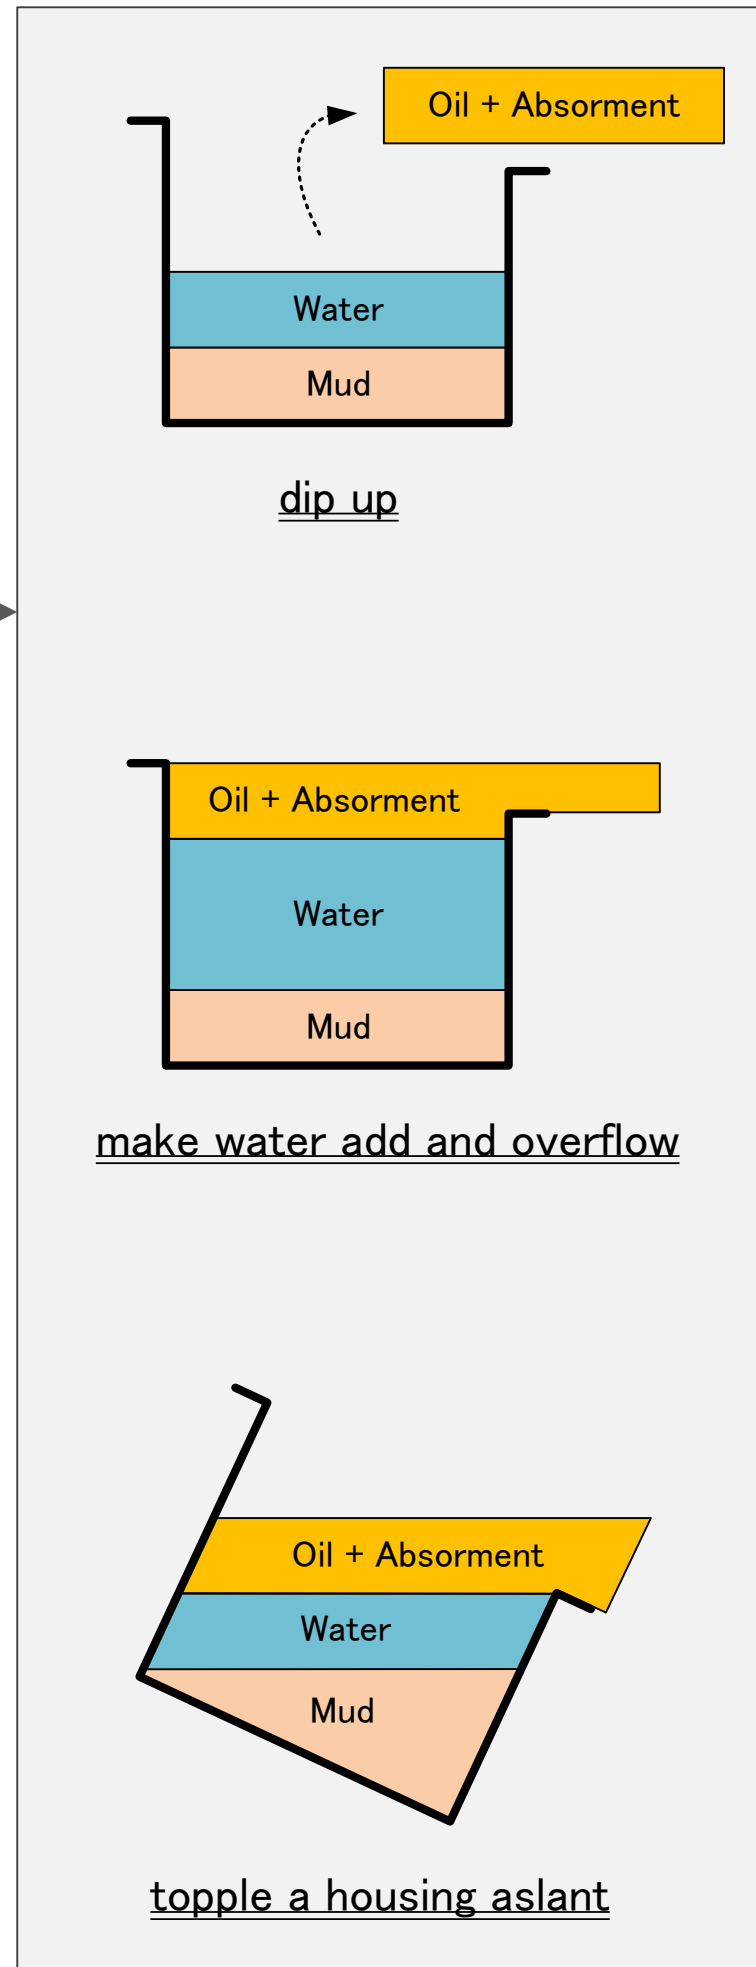 Oil + Absorment
Water
Mud
dip up
Oil + Absorment
Water
Mud
make water add and overflow
Oil + Absorment
Water
Mud
topple a housing aslant